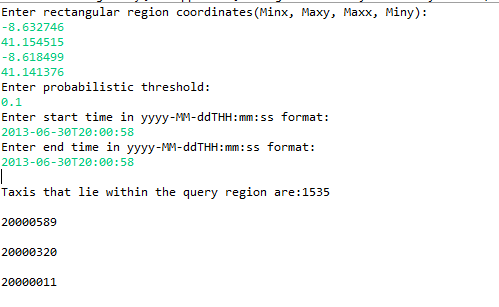 Enter rectangular region coordinates(Minx, Maxy, Maxx, Miny):
-8.632746
41.154515
-8.618499
41.141376
Enter probabilistic threshold:
0.1
Enter start time in yyyy-MM-ddTHH:mm:ss format:
2013-06-30T20:00:58
Enter end time in yyyy-MM-ddTHH:mm:ss format:
2013-06-30T20:00:58
Taxis that lie within the query region are:1535
20000589
20000320
20000011